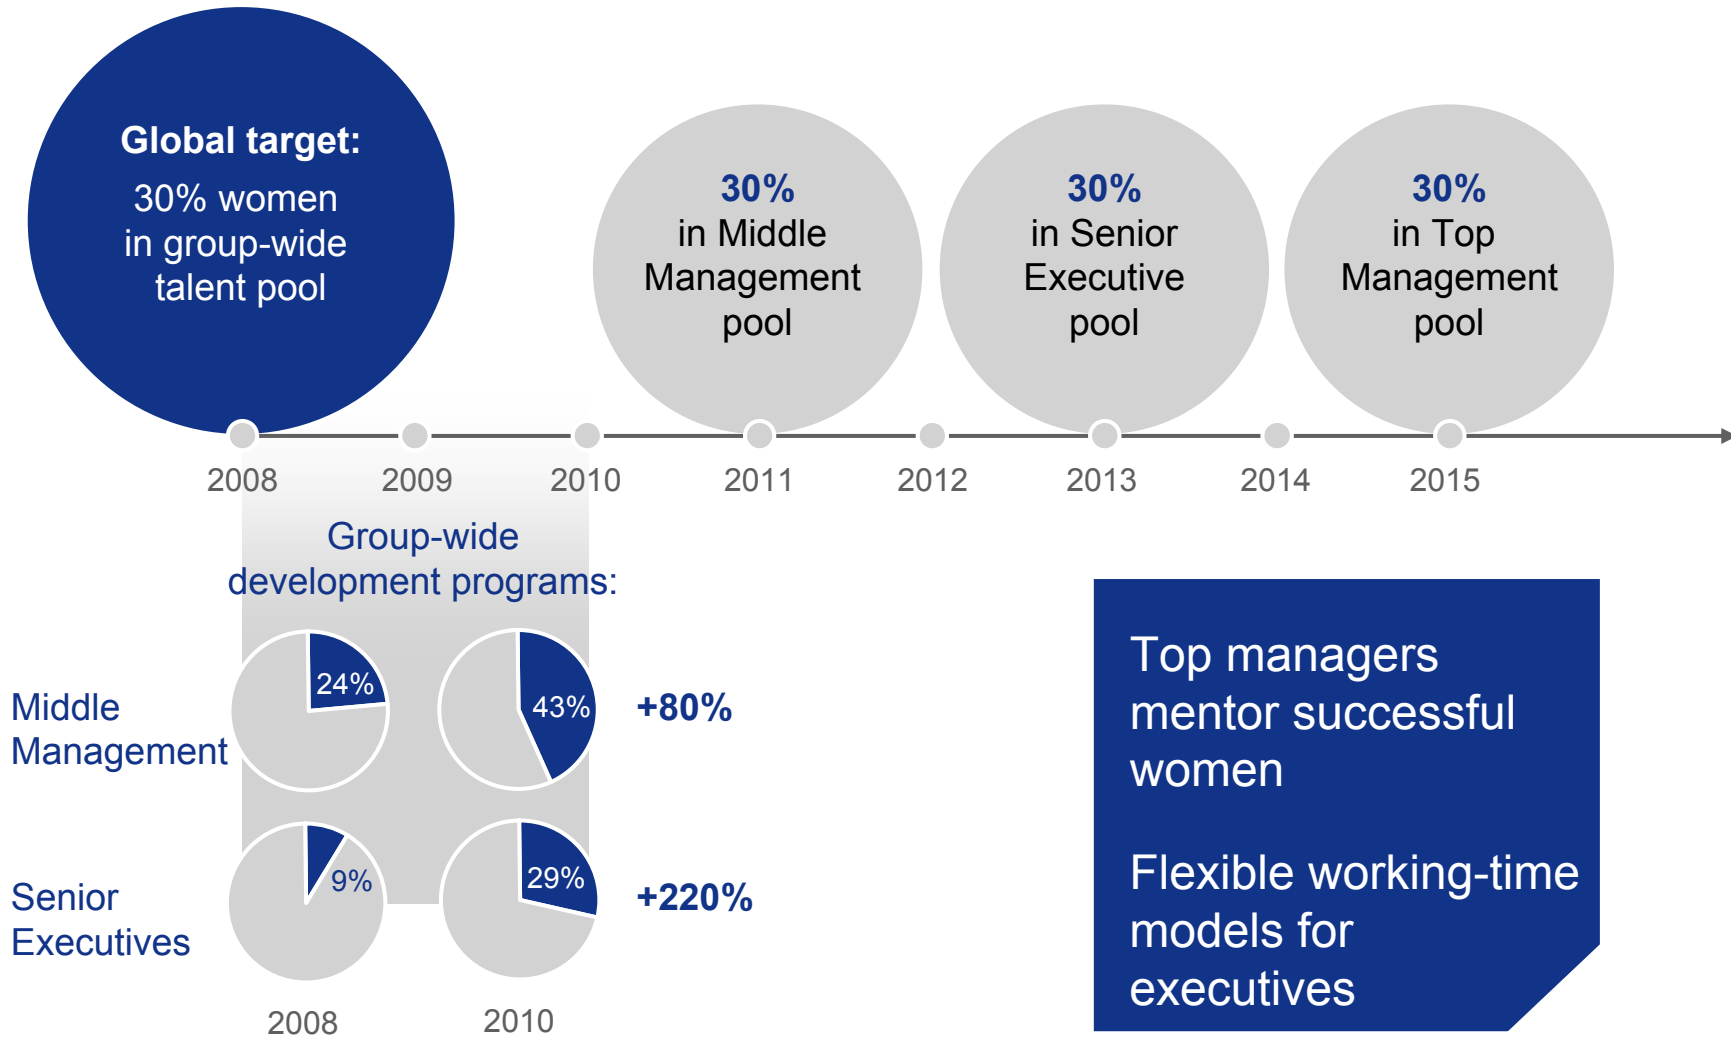 Global target:
30% women
in group-wide
talent pool
30%
in Middle
Management
pool
30%
in Senior
Executive
pool
30%
in Top
Management
pool
2008
2009
2010
2011
2012
2013
2014
2015
Group-wide
development programs:
Middle
Management
24%
43%
+80%
Senior
Executives
9%
29%
+220%
2008
2010
Top managers
mentor successful
women
Flexible working-time
models for
executives